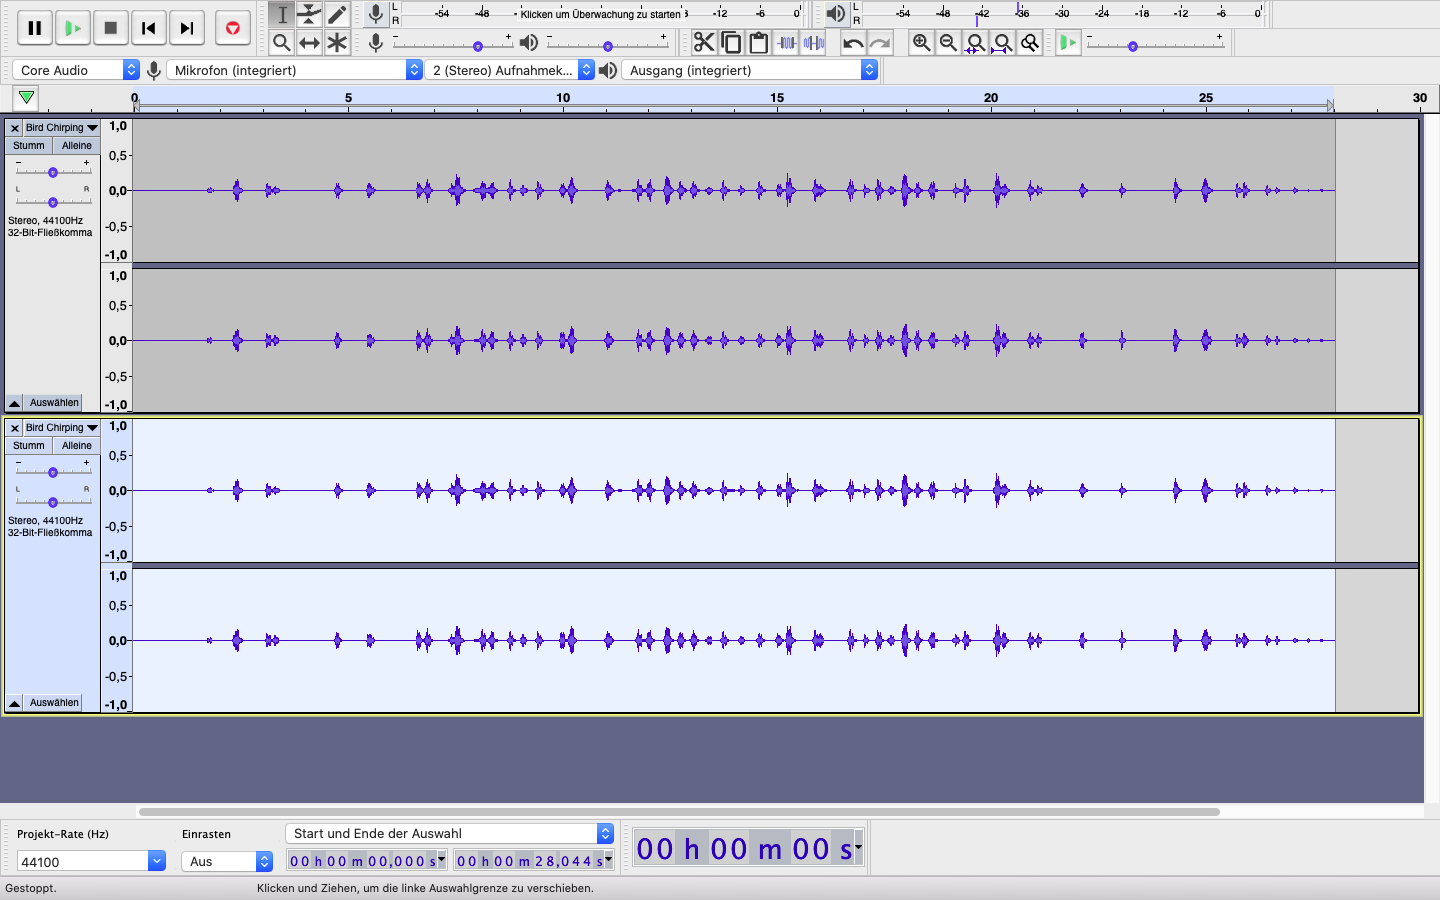 L
R
-54 -48 Klicken um Überwachung zu starten -12 -6 0
L
R
-54 -48 -42 -36 -30 -24 -18 -12 -6 0
- +
- +
- +
Core Audio
Mikrofon (integriert)
2 (Stereo) Aufnahmek...
Ausgang (integriert)
0 5 10 15 20 25 30
Bird Chirping
Stumm Alleine
- +
L R
Stereo, 44100Hz
32-Bit-Fließkomma
Auswählen
1,0
0,5
0,0
-0,5
-1,0
1,0
0,5
0,0
-0,5
-1,0
Bird Chirping
Stumm Alleine
- +
L R
Stereo, 44100Hz
32-Bit-Fließkomma
Auswählen
1,0
0,5
0,0
-0,5
-1,0
1,0
0,5
0,0
-0,5
-1,0
Projekt-Rate (Hz)
44100
Einrasten
Aus
Start und Ende der Auswahl
00 h 00 m 00,000 s
00 h 00 m 28,044 s
00 h 00 m 00 s
Gestoppt.
Klicken und Ziehen, um die linke Auswahlgrenze zu verschieben.